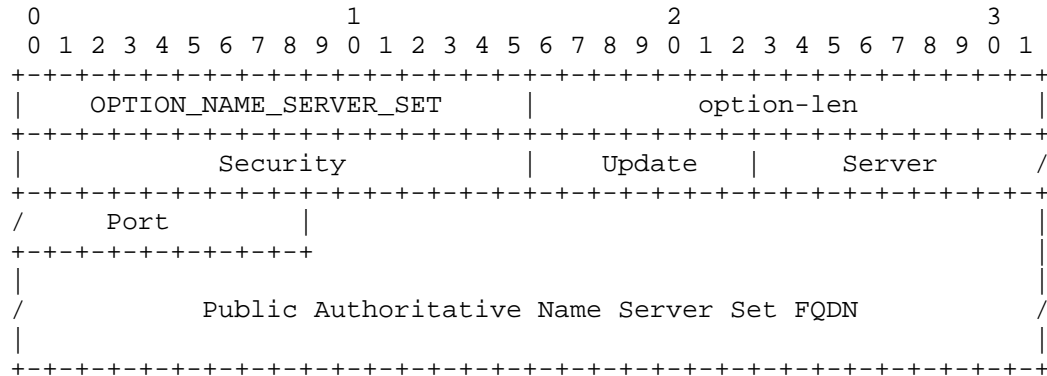 0                   1                   2                   3
0 1 2 3 4 5 6 7 8 9 0 1 2 3 4 5 6 7 8 9 0 1 2 3 4 5 6 7 8 9 0 1
+-+-+-+-+-+-+-+-+-+-+-+-+-+-+-+-+-+-+-+-+-+-+-+-+-+-+-+-+-+-+-+-+
|    OPTION_NAME_SERVER_SET     |          option-len           |
+-+-+-+-+-+-+-+-+-+-+-+-+-+-+-+-+-+-+-+-+-+-+-+-+-+-+-+-+-+-+-+-+
|            Security           |    Update   |     Server      /
+-+-+-+-+-+-+-+-+-+-+-+-+-+-+-+-+-+-+-+-+-+-+-+-+-+-+-+-+-+-+-+-+
/     Port        |                                             |
+-+-+-+-+-+-+-+-+-+                                             |
|                                                               |
/           Public Authoritative Name Server Set FQDN           /
|                                                               |
+-+-+-+-+-+-+-+-+-+-+-+-+-+-+-+-+-+-+-+-+-+-+-+-+-+-+-+-+-+-+-+-+